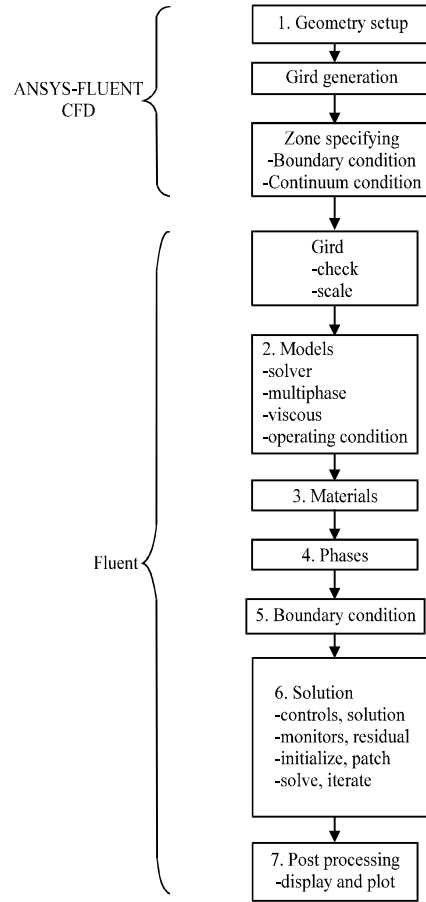 1. Geometry setup
Gird generation
ANSYS-FLUENT
CFD
Zone specifying
-Boundary condition
-Continuum condition
Gird
-check
-scale
2. Models
-solver
-multiphase
-viscous
-operating condition
3. Materials
4. Phases
Fluent
5. Boundary condition
6. Solution
-controls, solution
-monitors, residual
-initialize, patch
-solve, iterate
7. Post processing
-display and plot